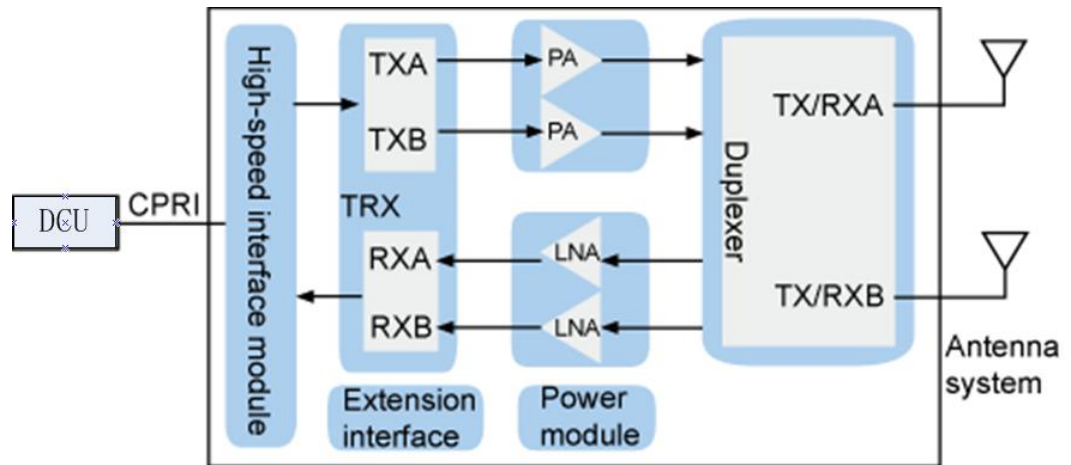 DCU
CPRI
High-speed interface module
TXA
TXB
TRX
RXA
RXB
PA
PA
LNA
LNA
Duplexer
TX/RXA
TX/RXB
Extension
interface
Power
module
Antenna
system